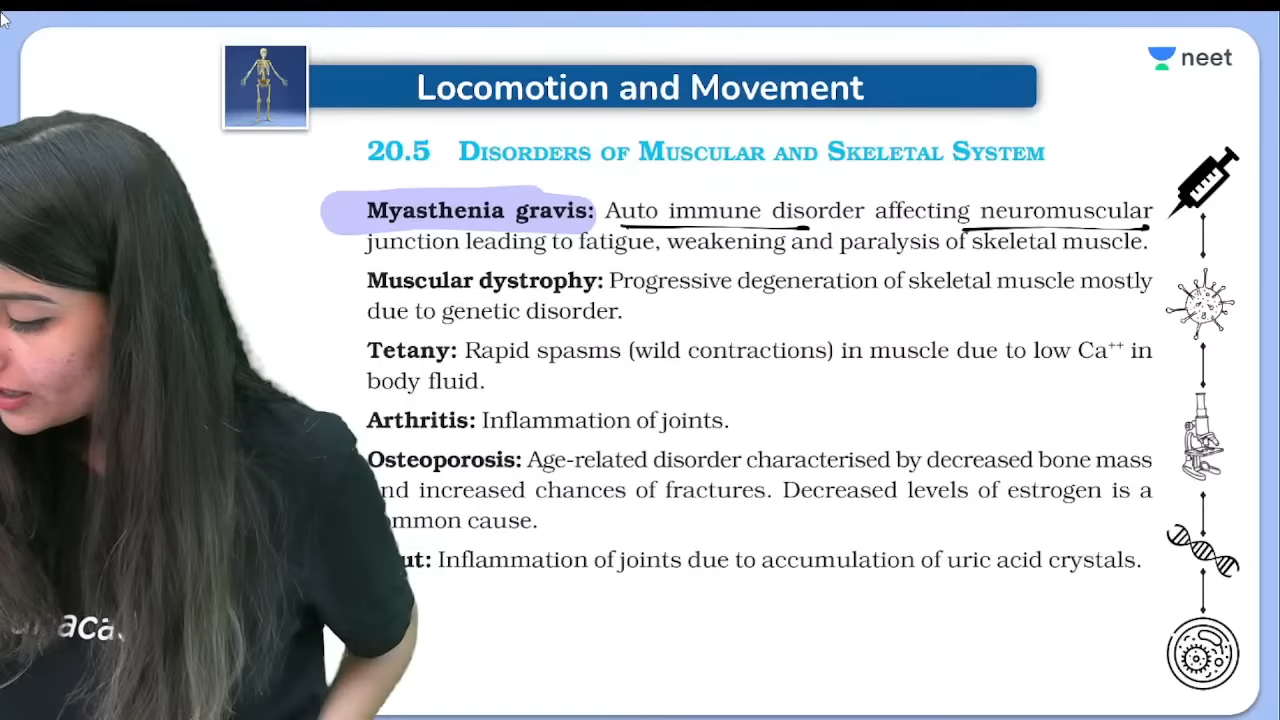 neet
Locomotion and Movement
20.5 DISORDERS OF MUSCULAR AND SKELETAL SYSTEM
Myasthenia gravis: Auto immune disorder affecting neuromuscular
junction leading to fatigue, weakening and paralysis of skeletal muscle.
Muscular dystrophy: Progressive degeneration of skeletal muscle mostly
due to genetic disorder.
Tetany: Rapid spasms (wild contractions) in muscle due to low Ca⁺⁺ in
body fluid.
Arthritis: Inflammation of joints.
Osteoporosis: Age-related disorder characterised by decreased bone mass
increased chances of fractures. Decreased levels of estrogen is a
cause.
Inflammation of joints due to accumulation of uric acid crystals.